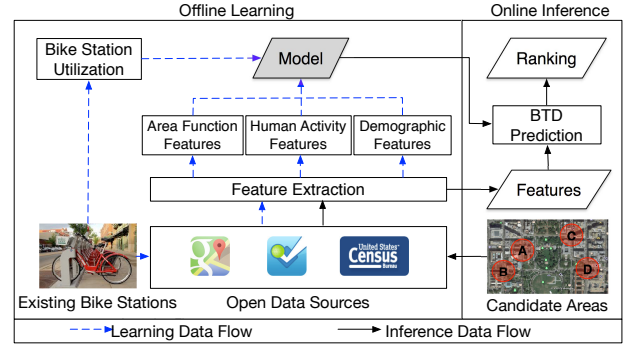 Offline Learning
Online Inference
Bike Station
Utilization
Model
Ranking
Area Function
Features
Human Activity
Features
Demographic
Features
BTD
Prediction
Feature Extraction
Features
United States™
Census
Bureau
A
B
C
D
Existing Bike Stations
Open Data Sources
Candidate Areas
Learning Data Flow
Inference Data Flow